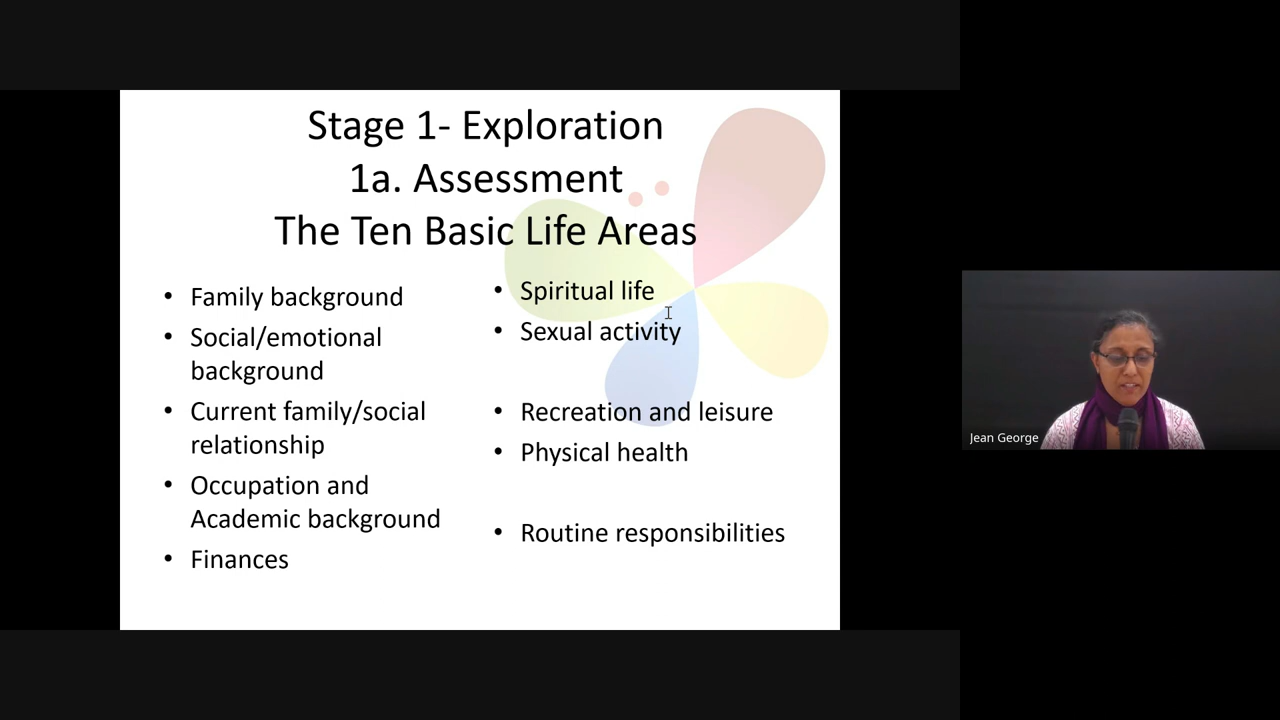 Stage 1- Exploration
1a. Assessment
The Ten Basic Life Areas
• Family background
• Social/emotional
background
• Current family/social
relationship
• Occupation and
Academic background
• Finances
• Spiritual life
• Sexual activity
• Recreation and leisure
• Physical health
• Routine responsibilities
Jean George